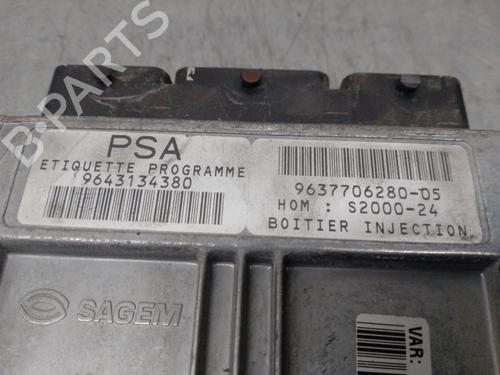 PSA
ETIQUETTE PROGRAMME
9643134380
9637706280-05
HOM : S2000-24
BOITIER INJECTION
SAGEM
VAR:
B-PARTS